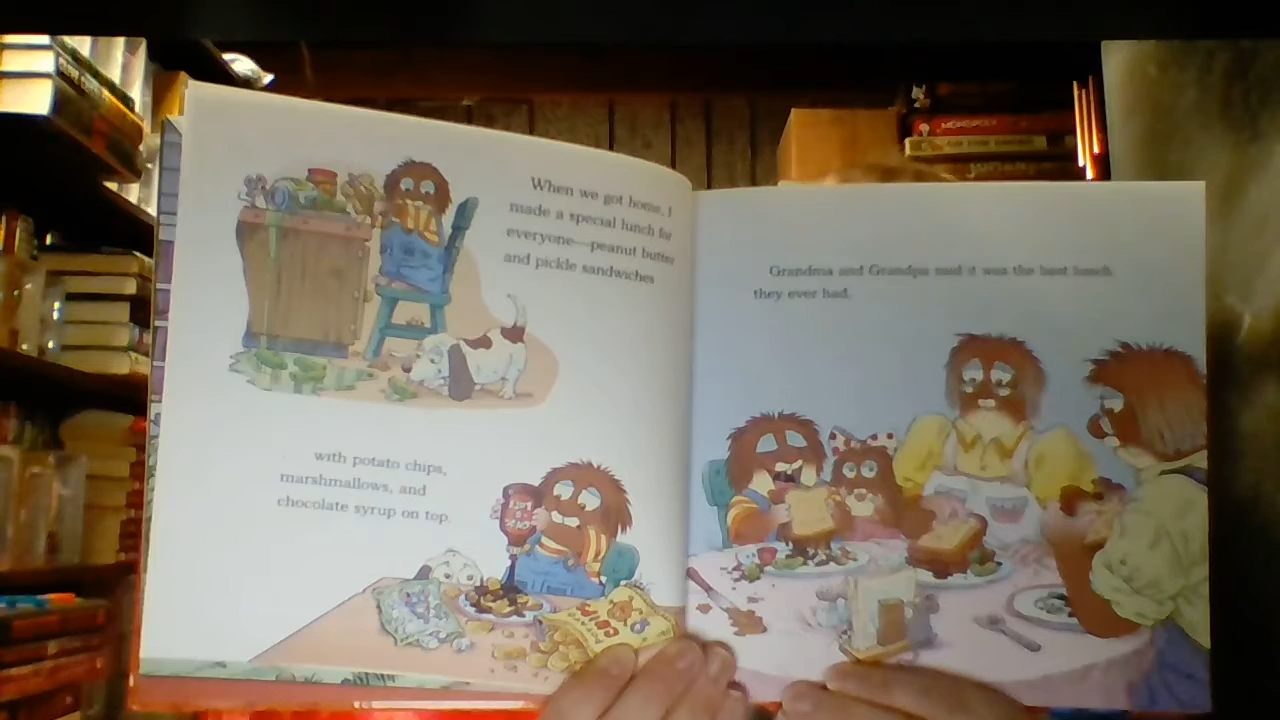 When we got home, I
made a special lunch for
everyone—peanut butter
and pickle sandwiches
with potato chips,
marshmallows, and
chocolate syrup on top.
Grandma and Grandpa said it was the best lunch
they ever had.
MONOPOLY